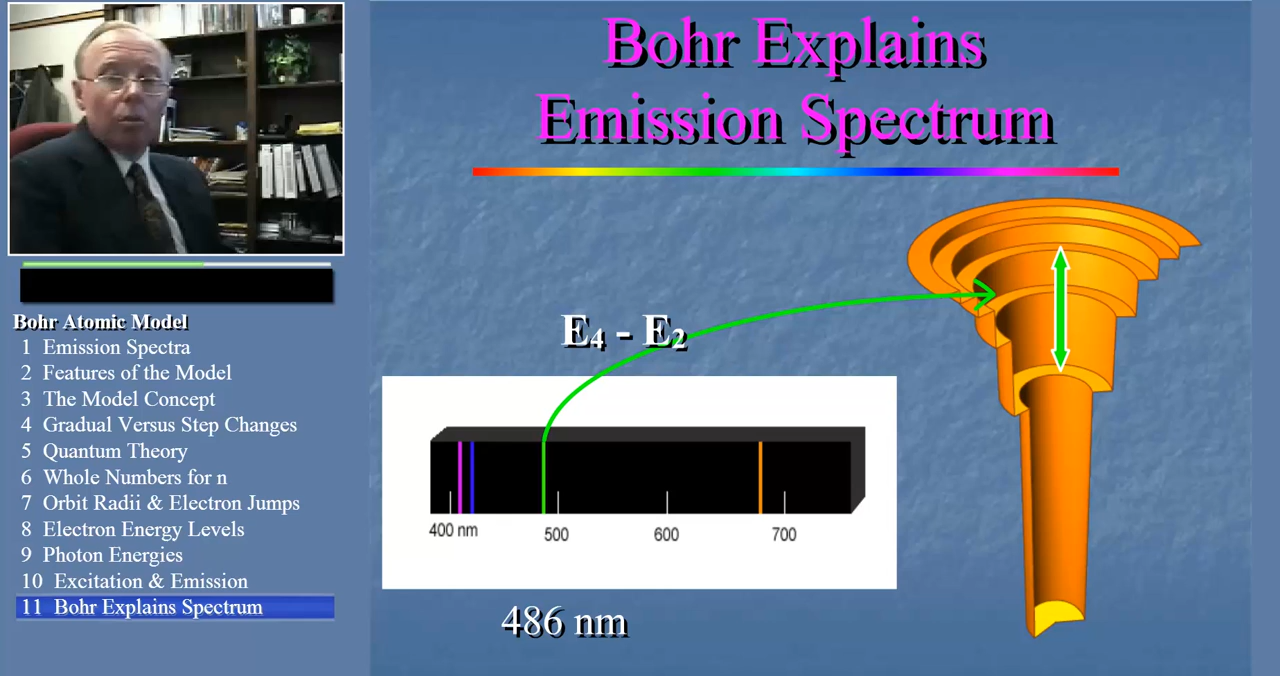 Bohr Explains
Emission Spectrum
E₄ - E₂
400 nm 500 600 700
486 nm
Bohr Atomic Model
1 Emission Spectra
2 Features of the Model
3 The Model Concept
4 Gradual Versus Step Changes
5 Quantum Theory
6 Whole Numbers for n
7 Orbit Radii & Electron Jumps
8 Electron Energy Levels
9 Photon Energies
10 Excitation & Emission
11 Bohr Explains Spectrum